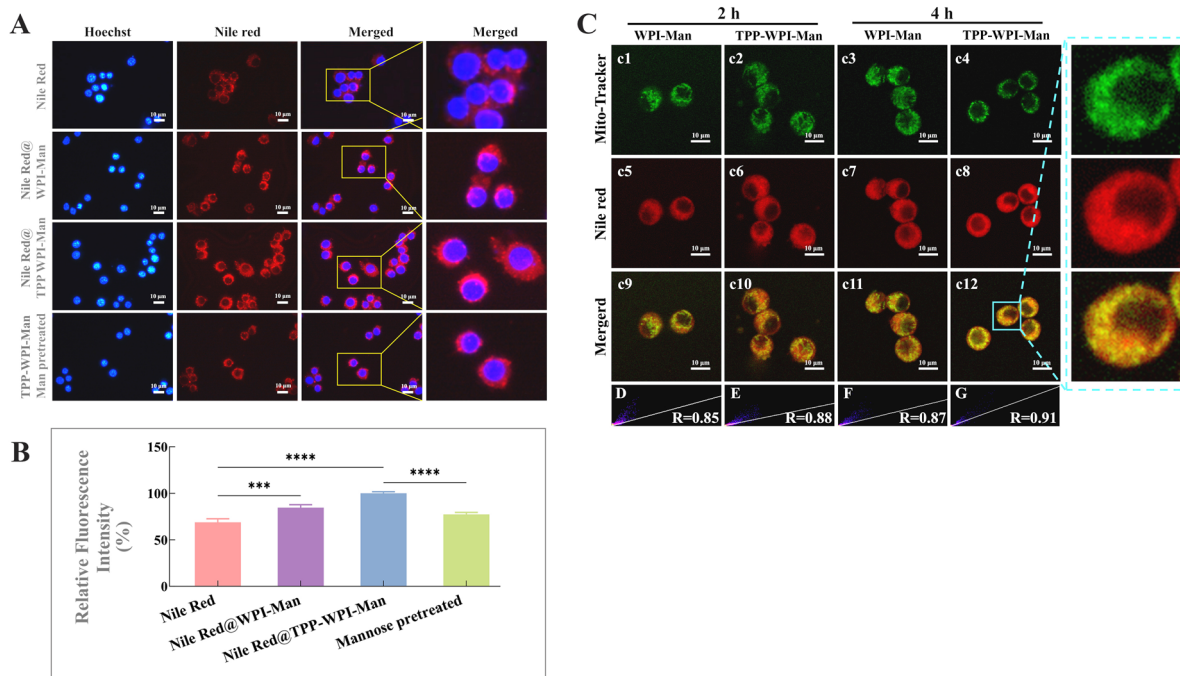 A
Hoechst
Nile red
Merged
Merged
Nile Red
10 μm
10 μm
10 μm
Nile Red@
WPI-Man
10 μm
10 μm
10 μm
Nile Red@
TPP WPI-Man
10 μm
10 μm
10 μm
TPP-WPI-Man
Man pretreated
10 μm
10 μm
10 μm
B
Relative Fluorescence
Intensity
(%)
150
100
50
0
****
***
****
Nile Red
Nile Red@WPI-Man
Nile Red@TPP-WPI-Man
Mannose pretreated
C
2 h
4 h
WPI-Man
TPP-WPI-Man
WPI-Man
TPP-WPI-Man
Mito-Tracker
c1
c2
c3
c4
10 μm
10 μm
10 μm
10 μm
Nile red
c5
c6
c7
c8
10 μm
10 μm
10 μm
10 μm
Mergerd
c9
c10
c11
c12
10 μm
10 μm
10 μm
10 μm
D
R=0.85
E
R=0.88
F
R=0.87
G
R=0.91